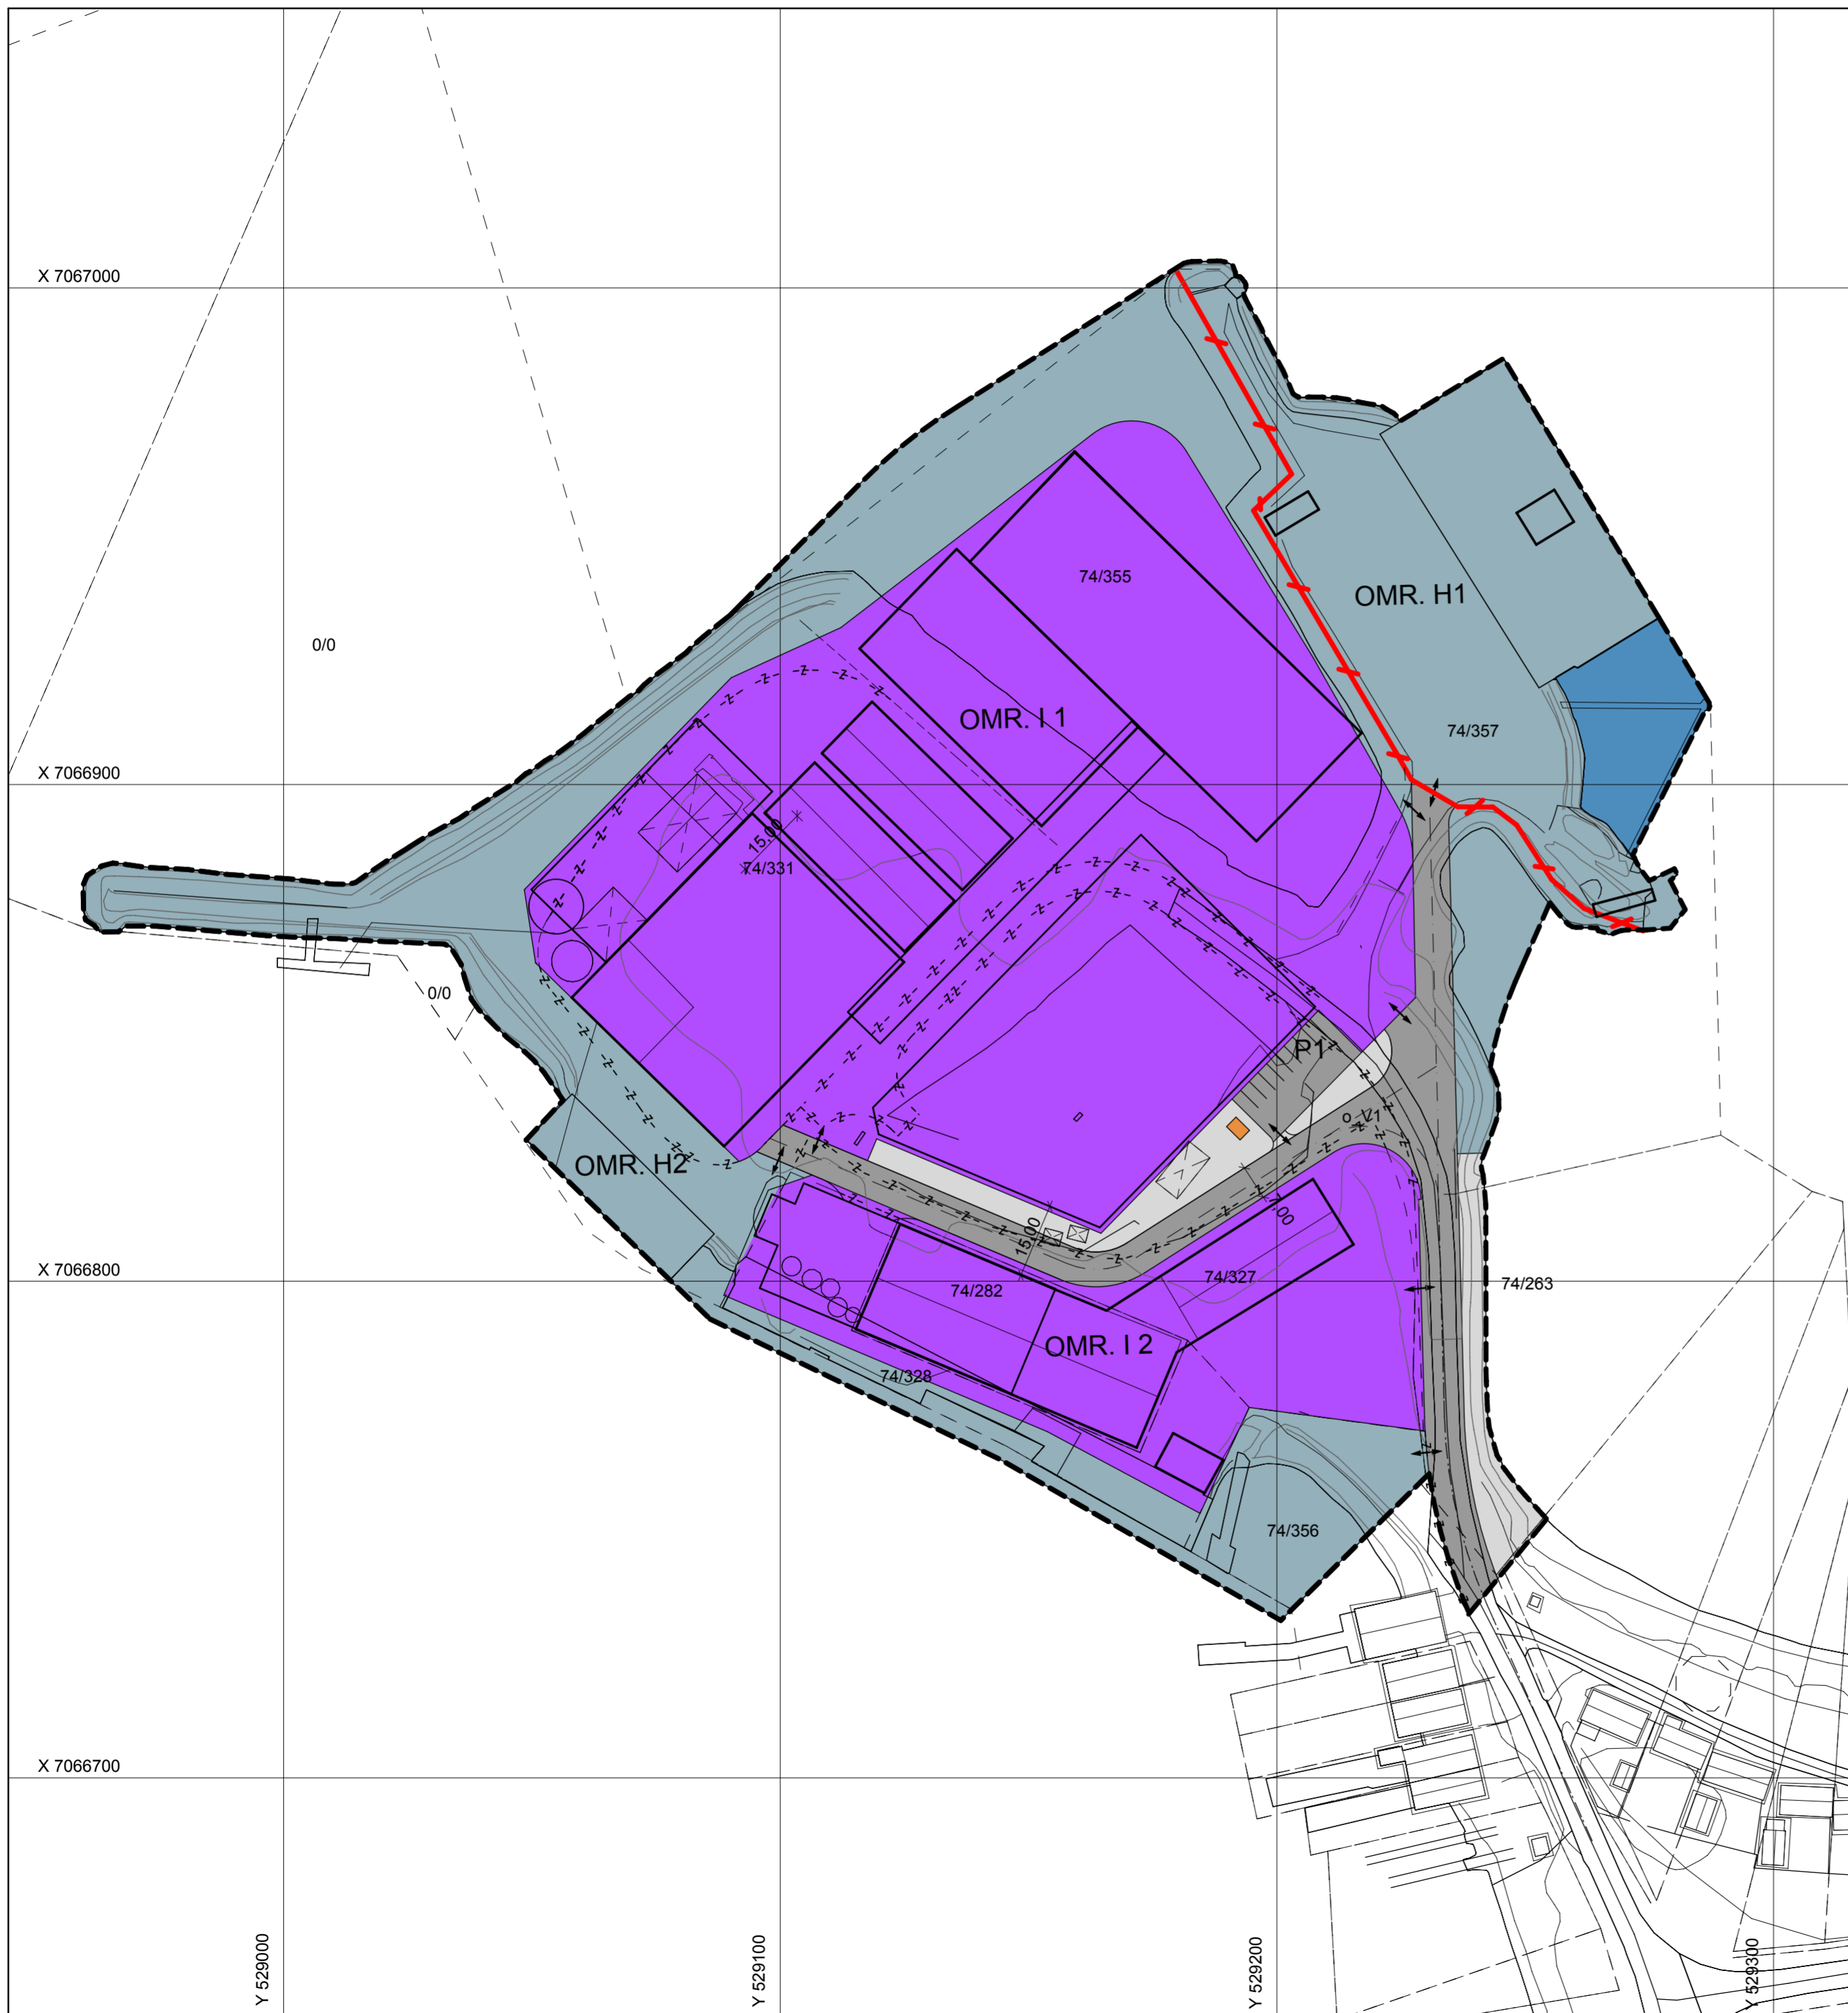 X 7067000
74/355
OMR. H1
0/0
OMR. I 1
74/357
X 7066900
15.00
74/331
0/0
P1
o_V1
OMR. H2
7.00
15.00
X 7066800
74/282
74/327
74/263
OMR. I 2
74/328
74/356
X 7066700
Y 529000
Y 529100
Y 529200
Y 529300